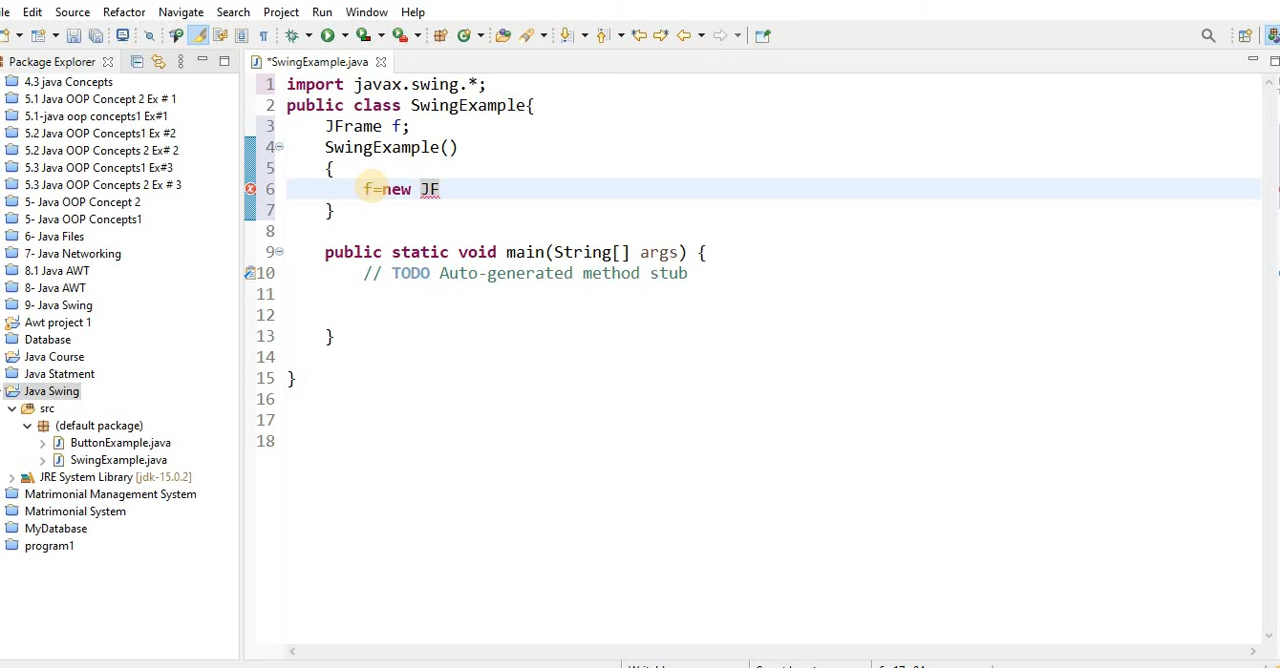 ile Edit Source Refactor Navigate Search Project Run Window Help
Package Explorer
*SwingExample.java
4.3 java Concepts
5.1 Java OOP Concept 2 Ex # 1
5.1-java oop concepts1 Ex#1
5.2 Java OOP Concepts1 Ex #2
5.2 Java OOP Concepts 2 Ex# 2
5.3 Java OOP Concepts1 Ex#3
5.3 Java OOP Concepts 2 Ex # 3
5- Java OOP Concept 2
5- Java OOP Concepts1
6- Java Files
7- Java Networking
8.1 Java AWT
8- Java AWT
9- Java Swing
Awt project 1
Database
Java Course
Java Statment
Java Swing
src
(default package)
ButtonExample.java
SwingExample.java
JRE System Library [jdk-15.0.2]
Matrimonial Management System
Matrimonial System
MyDatabase
program1
1 import javax.swing.*;
2 public class SwingExample{
3 JFrame f;
4 SwingExample()
5 {
6 f=new JF
7 }
8
9 public static void main(String[] args) {
10 // TODO Auto-generated method stub
11
12
13 }
14
15 }
16
17
18